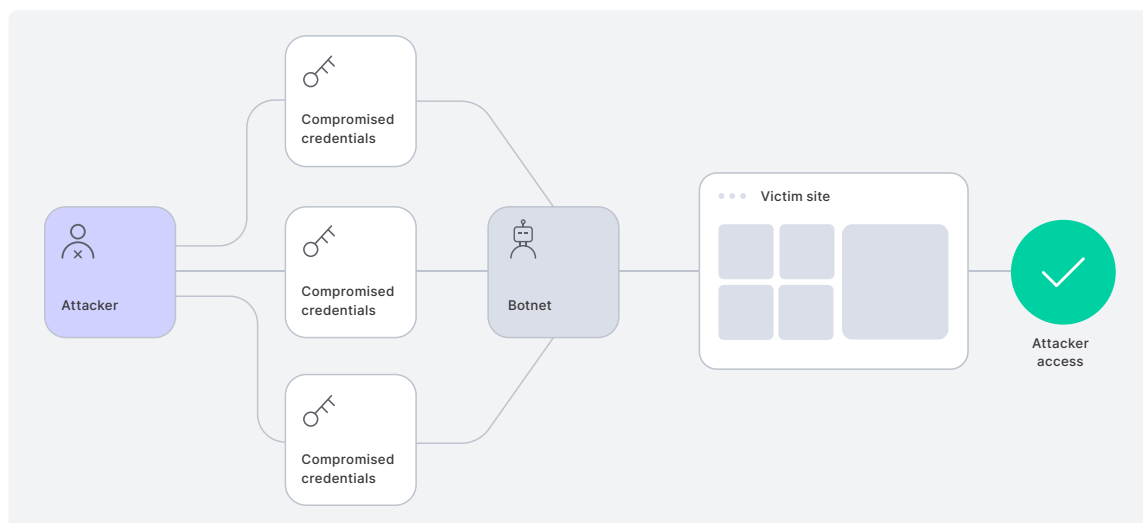 Compromised
credentials
Attacker
Compromised
credentials
Botnet
Victim site
Attacker
access
Compromised
credentials